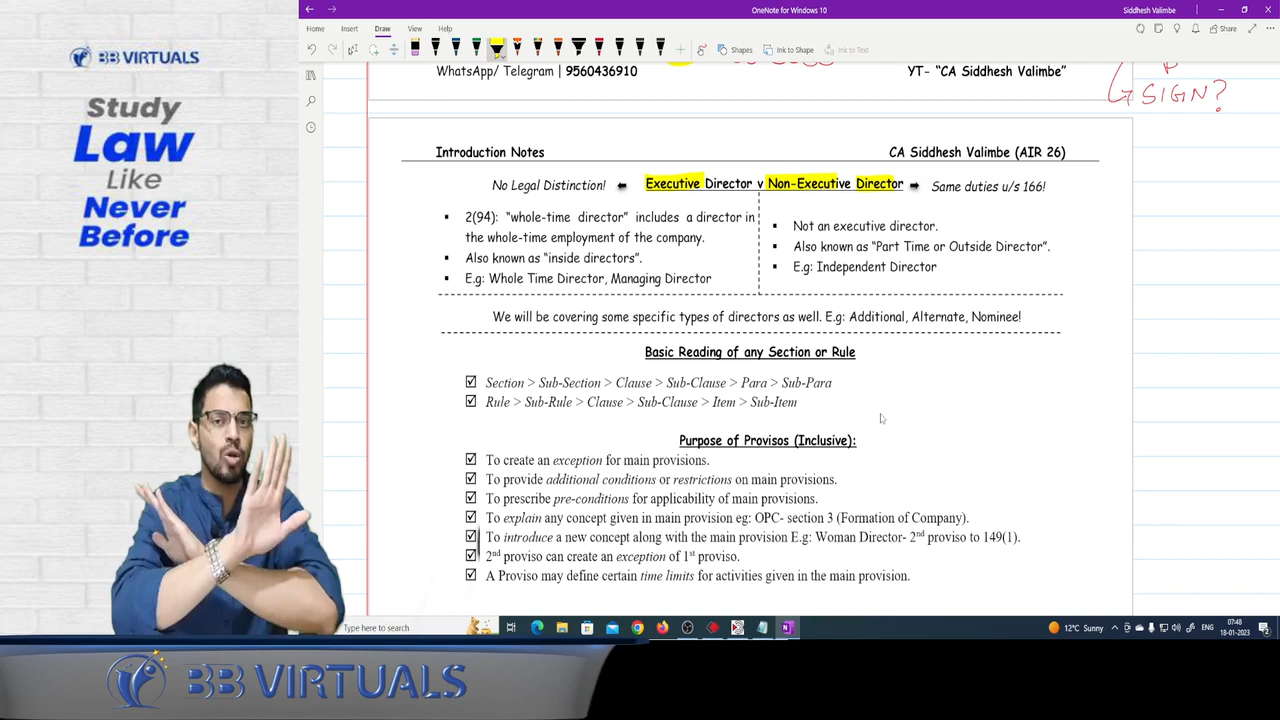 BB VIRTUALS
Study
Law
Like
Never
Before
OneNote for Windows 10
Siddhesh Valimbe
Home Insert Draw View Help
Share
Shapes Ink to Shape Ink to Text
WhatsApp/ Telegram | 9560436910
YT- "CA Siddhesh Valimbe"
SIGN?
Introduction Notes
CA Siddhesh Valimbe (AIR 26)
No Legal Distinction! Executive Director v Non-Executive Director Same duties u/s 166!
2(94): "whole-time director" includes a director in
the whole-time employment of the company.
Also known as "inside directors".
E.g: Whole Time Director, Managing Director
Not an executive director.
Also known as "Part Time or Outside Director".
E.g: Independent Director
We will be covering some specific types of directors as well. E.g: Additional, Alternate, Nominee!
Basic Reading of any Section or Rule
Section > Sub-Section > Clause > Sub-Clause > Para > Sub-Para
Rule > Sub-Rule > Clause > Sub-Clause > Item > Sub-Item
Purpose of Provisos (Inclusive):
To create an exception for main provisions.
To provide additional conditions or restrictions on main provisions.
To prescribe pre-conditions for applicability of main provisions.
To explain any concept given in main provision eg: OPC- section 3 (Formation of Company).
To introduce a new concept along with the main provision E.g: Woman Director- 2nd proviso to 149(1).
2nd proviso can create an exception of 1st proviso.
A Proviso may define certain time limits for activities given in the main provision.
Type here to search
12°C Sunny
ENG
07:48
18-01-2023
BB VIRTUALS